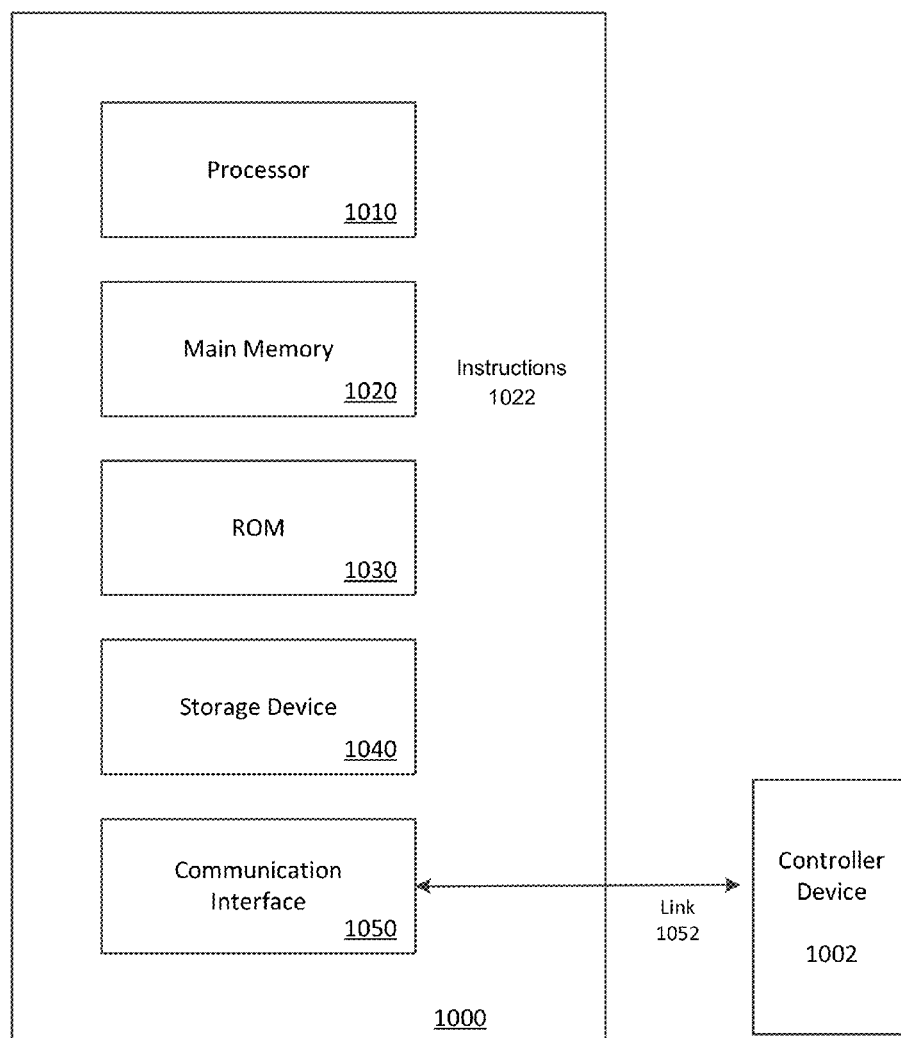 Processor
1010
Main Memory
1020
Instructions
1022
ROM
1030
Storage Device
1040
Communication
Interface
1050
Link
1052
Controller
Device
1002
1000